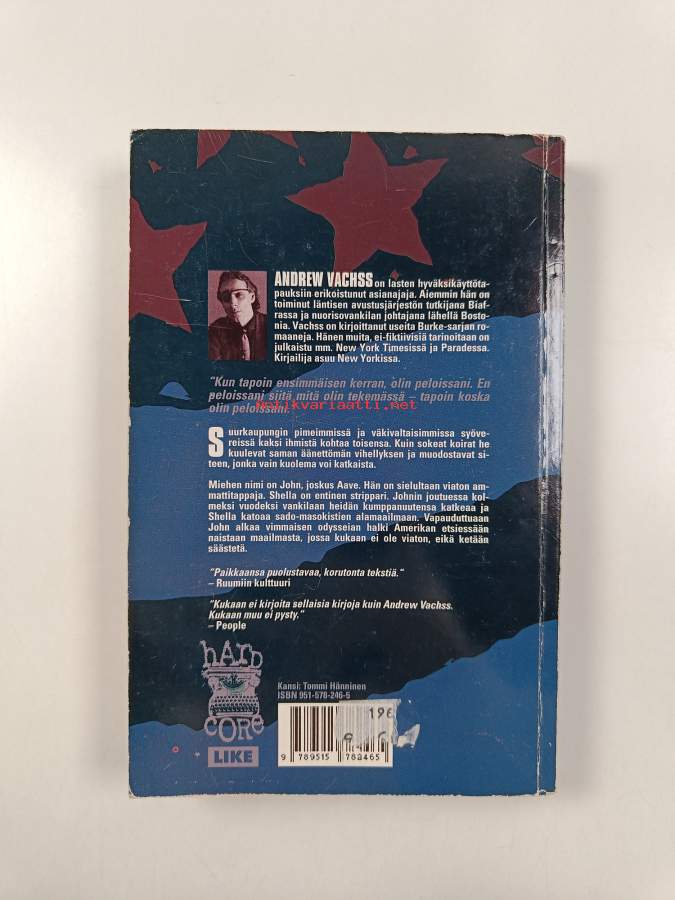 ANDREW VACHSS on lasten hyväksikäyttöta-
pauksiin erikoistunut asianajaja. Aiemmin hän on
toiminut läntisen avustusjärjestön tutkijana Biaf-
rassa ja nuorisovankilan johtajana lähellä Bosto-
nia. Vachss on kirjoittanut useita Burke-sarjan ro-
maaneja. Hänen muita, ei-fiktiivisiä tarinoitaan on
julkaistu mm. New York Timesissä ja Paradessa.
Kirjailija asuu New Yorkissa.
"Kun tapoin ensimmäisen kerran, olin peloissani. En
peloissani siitä mitä olin tekemässä – tapoin koska
olin peloissani."
antikvariaatti.net
Suurkaupungin pimeimmissä ja väkivaltaisimmissa syöve-
reissä kaksi ihmistä kohtaa toisensa. Kuin sokeat koirat he
kuulevat saman äänettömän vihellyksen ja muodostavat si-
teen, jonka vain kuolema voi katkaista.
Miehen nimi on John, joskus Aave. Hän on sielultaan viaton am-
mattitappaja. Shella on entinen strippari. Johnin joutuessa kol-
meksi vuodeksi vankilaan heidän kumppanuutensa katkeaa ja
Shella katoaa sado-masokistien alamaailmaan. Vapauduttuaan
John alkaa vimmaisen odysseian halki Amerikan etsiessään
naistaan maailmasta, jossa kukaan ei ole viaton, eikä ketään
säästetä.
"Paikkaansa puolustavaa, korutonta tekstiä."
– Ruumiin kulttuuri
"Kukaan ei kirjoita sellaisia kirjoja kuin Andrew Vachss.
Kukaan muu ei pysty."
– People
hARD
CORE
LIKE
Kansi: Tommi Hänninen
ISBN 951-578-246-5
196
9 789515 782465